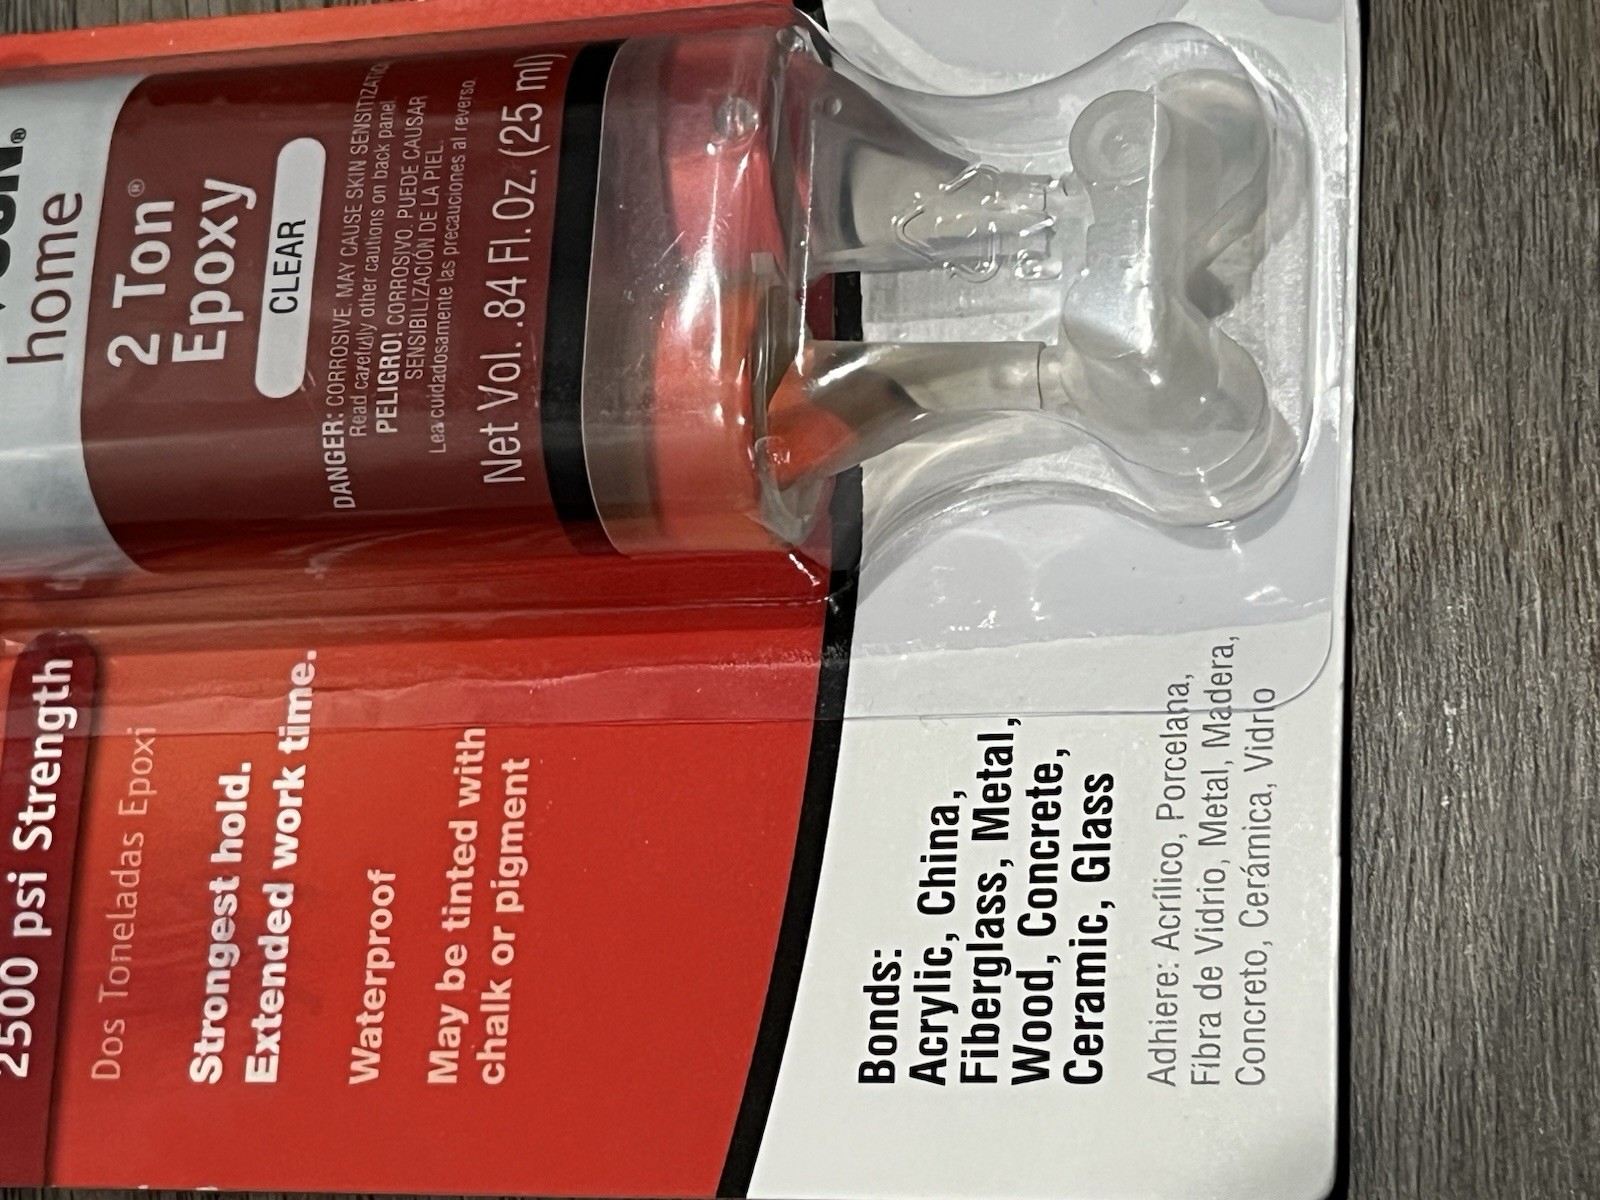 home
2 Ton®
Epoxy
CLEAR
DANGER: CORROSIVE. MAY CAUSE SKIN SENSITIZATION
Read carefully other cautions on back panel.
PELIGRO! CORROSIVO. PUEDE CAUSAR
SENSIBILIZACIÓN DE LA PIEL.
Lea cuidadosamente las precauciones al reverso.
Net Vol. .84 Fl. Oz. (25 ml)
2500 psi Strength
Dos Toneladas Epoxi
Strongest hold.
Extended work time.
Waterproof
May be tinted with
chalk or pigment
Bonds:
Acrylic, China,
Fiberglass, Metal,
Wood, Concrete,
Ceramic, Glass
Adhiere: Acrílico, Porcelana,
Fibra de Vidrio, Metal, Madera,
Concreto, Cerámica, Vidrio